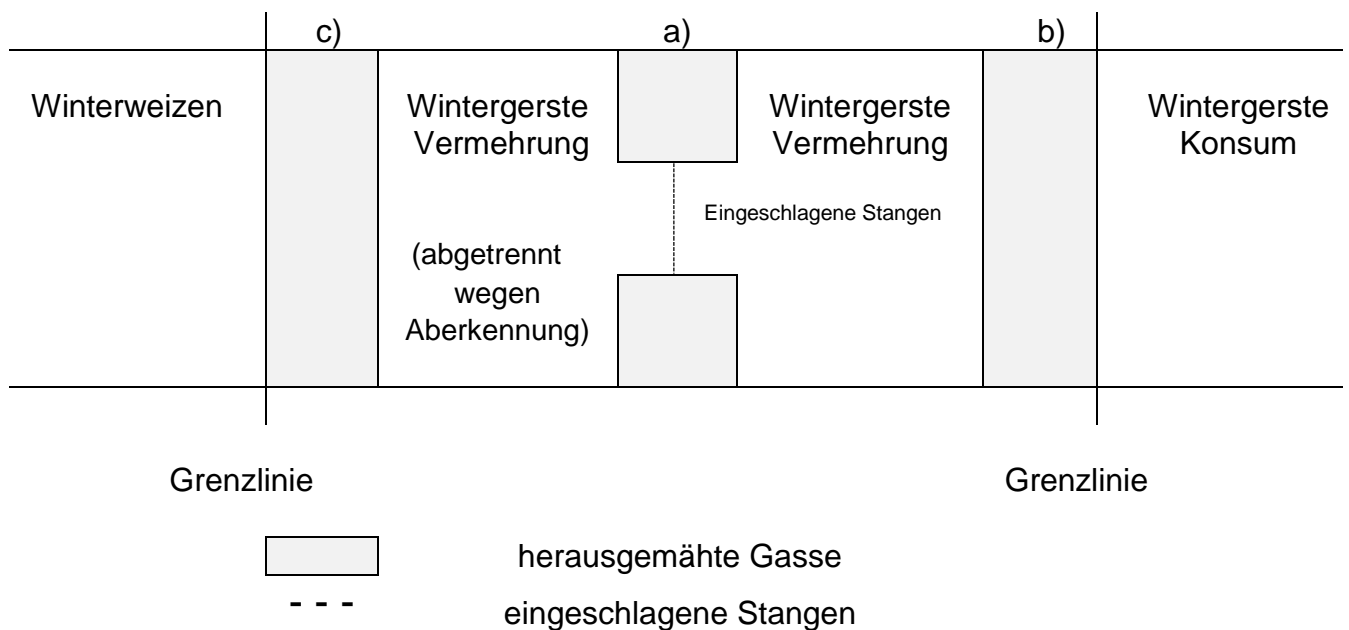 c)
a)
b)
Winterweizen
Wintergerste
Vermehrung
Wintergerste
Vermehrung
Wintergerste
Konsum
Eingeschlagene Stangen
(abgetrennt
wegen
Aberkennung)
Grenzlinie
Grenzlinie
herausgemähte Gasse
- - -
eingeschlagene Stangen